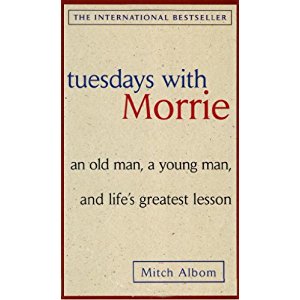 THE INTERNATIONAL BESTSELLER
tuesdays with
Morrie
an old man, a young man,
and life's greatest lesson
Mitch Albom